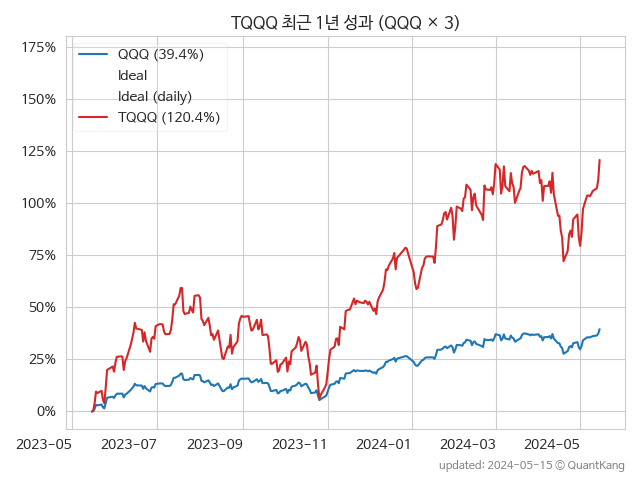 TQQQ 최근 1년 성과 (QQQ × 3)
175%
QQQ (39.4%)
Ideal
150%
Ideal (daily)
TQQQ (120.4%)
125%
100%
75%
50%
25%
0%
2023-05 2023-07 2023-09 2023-11 2024-01 2024-03 2024-05
updated: 2024-05-15 © QuantKang